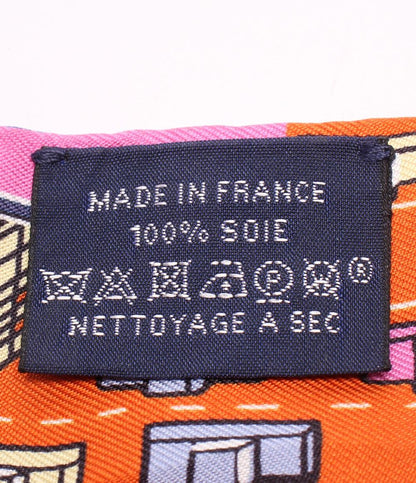 MADE IN FRANCE
100% SOIE
P W ®
NETTOYAGE A SEC